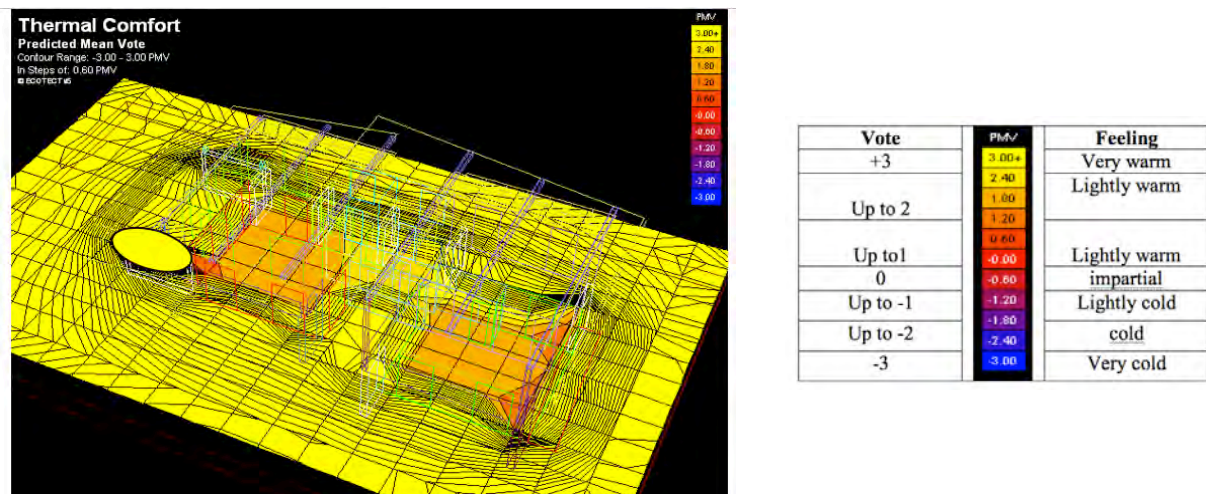 Thermal Comfort
Predicted Mean Vote
Contour Range: -3.00 - 3.00 PMV
In Steps of: 0.60 PMV
© ECOTECT v5
PMV
3.00+
2.40
1.80
1.20
0.60
-0.00
-0.60
-1.20
-1.80
-2.40
-3.00
Vote PMV Feeling
+3 3.00+ Very warm
2.40 Lightly warm
Up to 2 1.80
1.20
0.60
Up to1 -0.00 Lightly warm
0 -0.60 impartial
Up to -1 -1.20 Lightly cold
-1.80
Up to -2 -2.40 cold
-3 -3.00 Very cold